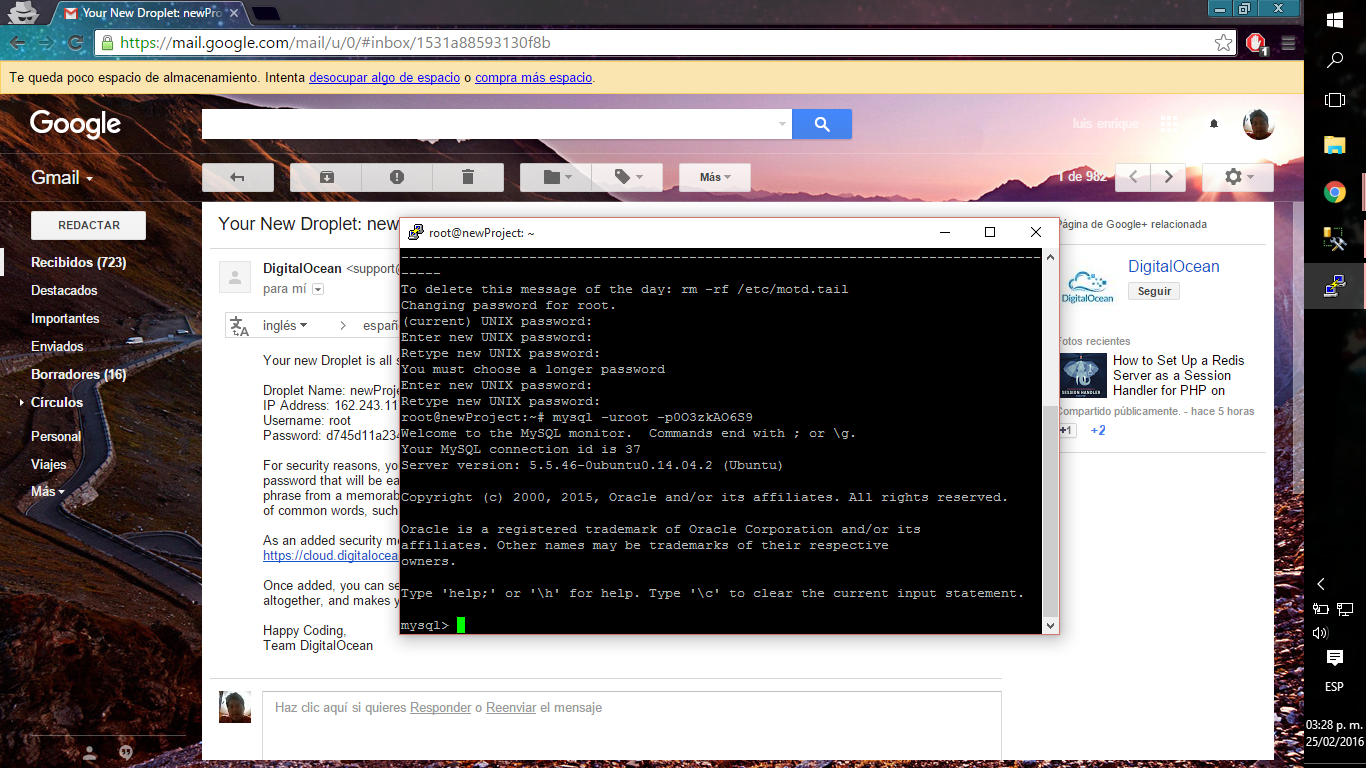 Your New Droplet: newPro
https://mail.google.com/mail/u/0/#inbox/1531a88593130f8b
1
Te queda poco espacio de almacenamiento. Intenta desocupar algo de espacio o compra más espacio.
Google
luis enrique
Gmail
Más
1 de 982
REDACTAR
Recibidos (723)
Destacados
Importantes
Enviados
Borradores (16)
Círculos
Personal
Viajes
Más
Your New Droplet: new
DigitalOcean <support@
para mí
inglés
españ
Your new Droplet is all s
Droplet Name: newProje
IP Address: 162.243.11
Username: root
Password: d745d11a234
For security reasons, yo
password that will be ea
phrase from a memorab
of common words, such
As an added security me
https://cloud.digitalocea
Once added, you can se
altogether, and makes y
Happy Coding,
Team DigitalOcean
Haz clic aquí si quieres Responder o Reenviar el mensaje
root@newProject: ~
--------------------------------------------------------------------------------
-----
To delete this message of the day: rm -rf /etc/motd.tail
Changing password for root.
(current) UNIX password:
Enter new UNIX password:
Retype new UNIX password:
You must choose a longer password
Enter new UNIX password:
Retype new UNIX password:
root@newProject:~# mysql -uroot -p0O3zkAO6S9
Welcome to the MySQL monitor.  Commands end with ; or \g.
Your MySQL connection id is 37
Server version: 5.5.46-0ubuntu0.14.04.2 (Ubuntu)
Copyright (c) 2000, 2015, Oracle and/or its affiliates. All rights reserved.
Oracle is a registered trademark of Oracle Corporation and/or its
affiliates. Other names may be trademarks of their respective
owners.
Type 'help;' or '\h' for help. Type '\c' to clear the current input statement.
mysql>
Página de Google+ relacionada
DigitalOcean
DigitalOcean
Seguir
Fotos recientes
SESSION HANDLER
How to Set Up a Redis
Server as a Session
Handler for PHP on
Compartido públicamente. - hace 5 horas
+1
+2
ESP
03:28 p. m.
25/02/2016